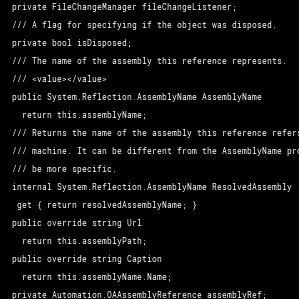 private FileChangeManager fileChangeListener;
/// A flag for specifying if the object was disposed.
private bool isDisposed;
/// The name of the assembly this reference represents.
/// <value></value>
public System.Reflection.AssemblyName AssemblyName
return this.assemblyName;
/// Returns the name of the assembly this reference refers
/// machine. It can be different from the AssemblyName pro
/// be more specific.
internal System.Reflection.AssemblyName ResolvedAssembly
get { return resolvedAssemblyName; }
public override string Url
return this.assemblyPath;
public override string Caption
return this.assemblyName.Name;
private Automation.OAAssemblyReference assemblyRef;